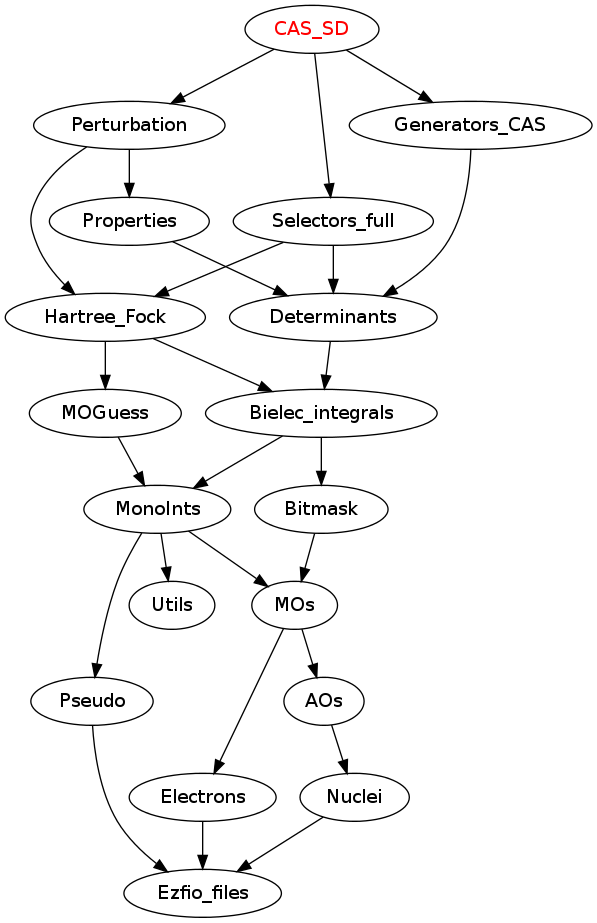 CAS_SD
Perturbation
Generators_CAS
Properties
Selectors_full
Hartree_Fock
Determinants
MOGuess
Bielec_integrals
MonoInts
Bitmask
Utils
MOs
Pseudo
AOs
Electrons
Nuclei
Ezfio_files